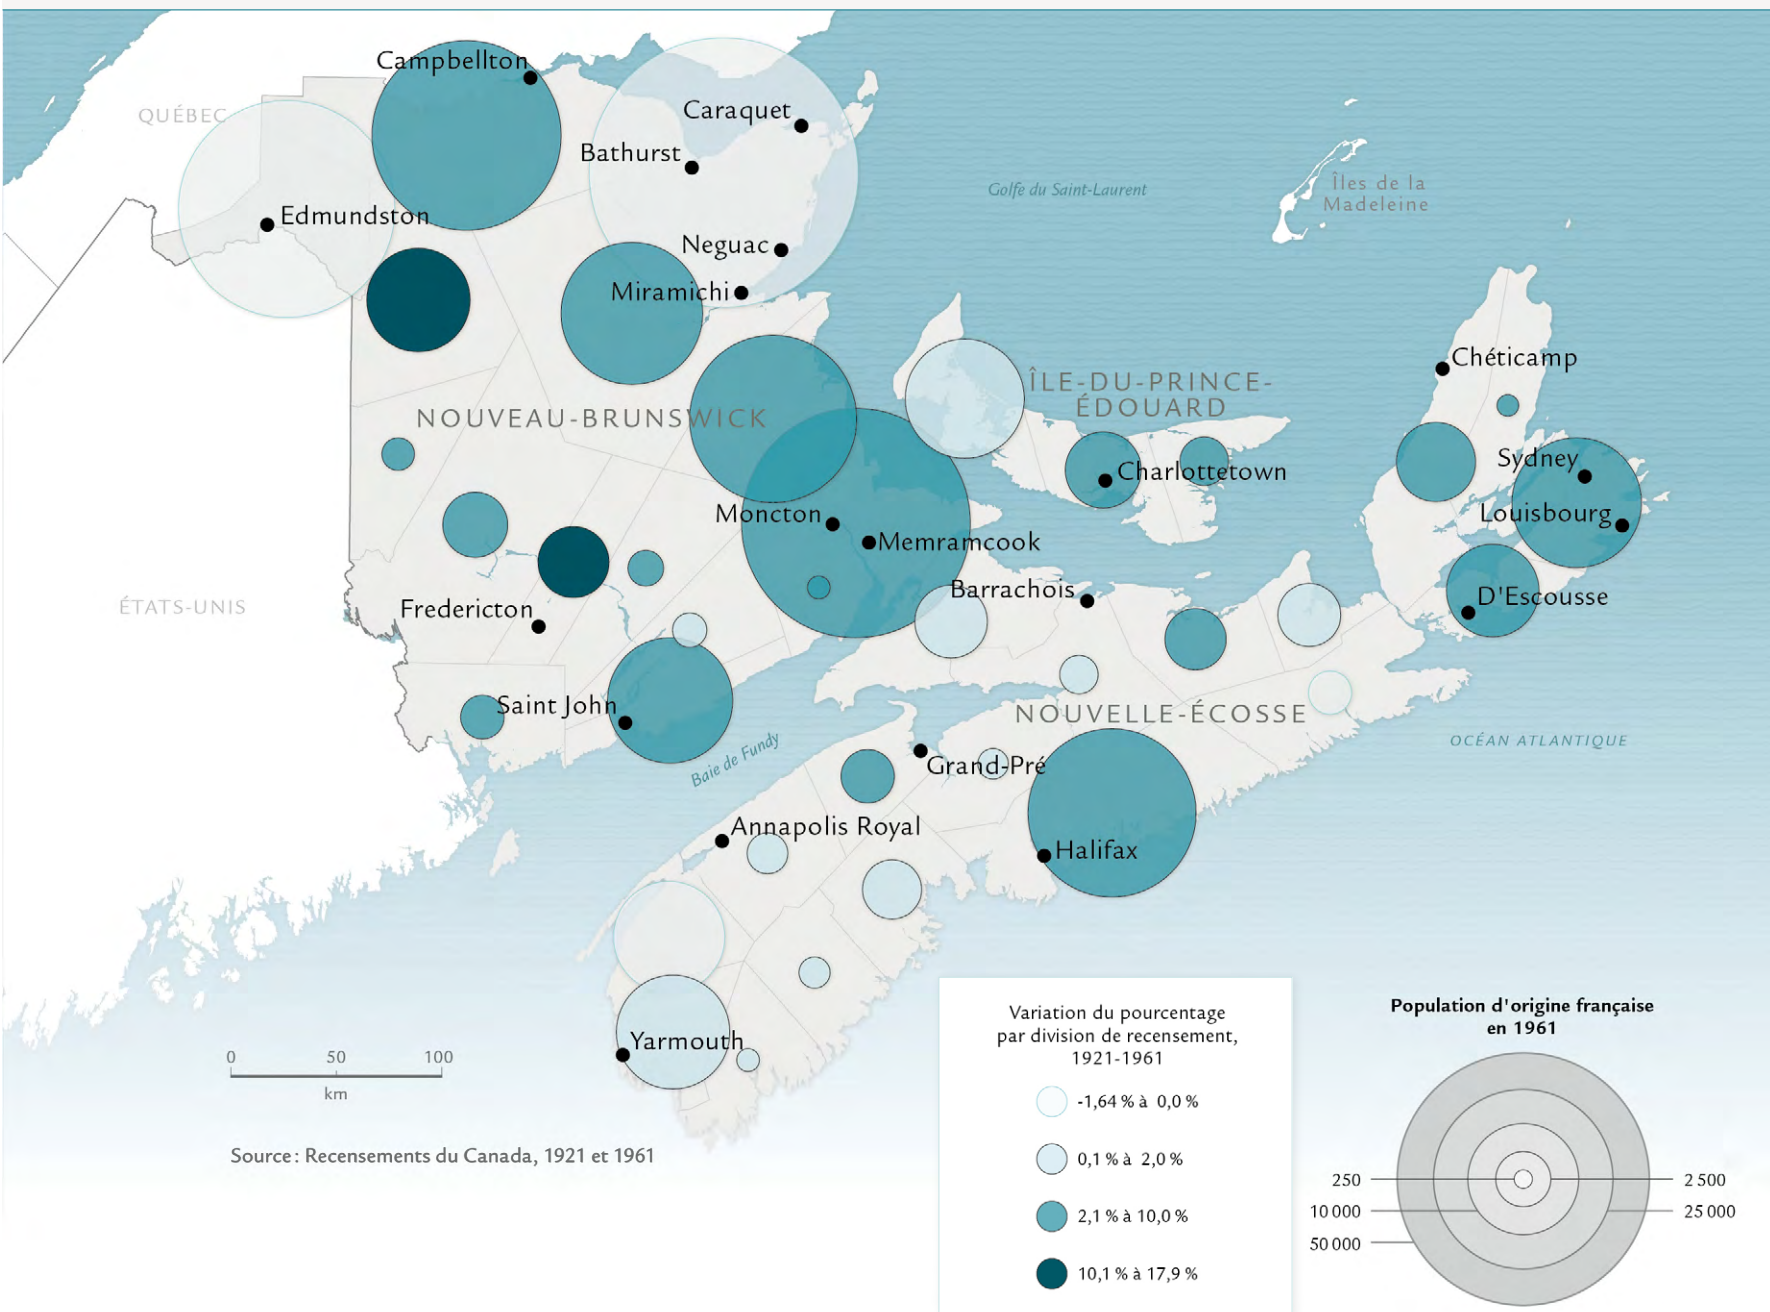 Campbellton
QUÉBEC
Caraquet
Bathurst
Golfe du Saint-Laurent
Îles de la
Madeleine
Edmundston
Neguac
Miramichi
Chéticamp
ÎLE-DU-PRINCE-
ÉDOUARD
NOUVEAU-BRUNSWICK
Sydney
Charlottetown
Louisbourg
Moncton
Memramcook
Barrachois
D'Escousse
ÉTATS-UNIS
Fredericton
Saint John
NOUVELLE-ÉCOSSE
OCÉAN ATLANTIQUE
Baie de Fundy
Grand-Pré
Annapolis Royal
Halifax
Yarmouth
0 50 100
km
Source : Recensements du Canada, 1921 et 1961
Variation du pourcentage
par division de recensement,
1921-1961
-1,64 % à 0,0 %
0,1 % à 2,0 %
2,1 % à 10,0 %
10,1 % à 17,9 %
Population d'origine française
en 1961
250
2 500
10 000
25 000
50 000